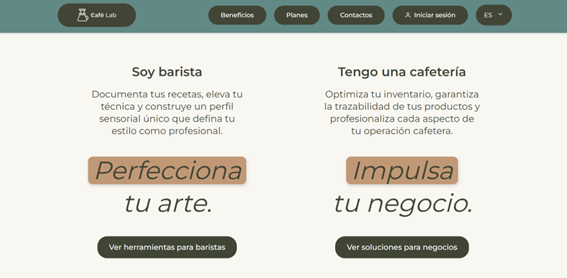 Café Lab
Beneficios
Planes
Contactos
Iniciar sesión
ES
Soy barista
Documenta tus recetas, eleva tu
técnica y construye un perfil
sensorial único que defina tu
estilo como profesional.
Perfecciona
tu arte.
Ver herramientas para baristas
Tengo una cafetería
Optimiza tu inventario, garantiza
la trazabilidad de tus productos y
profesionaliza cada aspecto de
tu operación cafetera.
Impulsa
tu negocio.
Ver soluciones para negocios